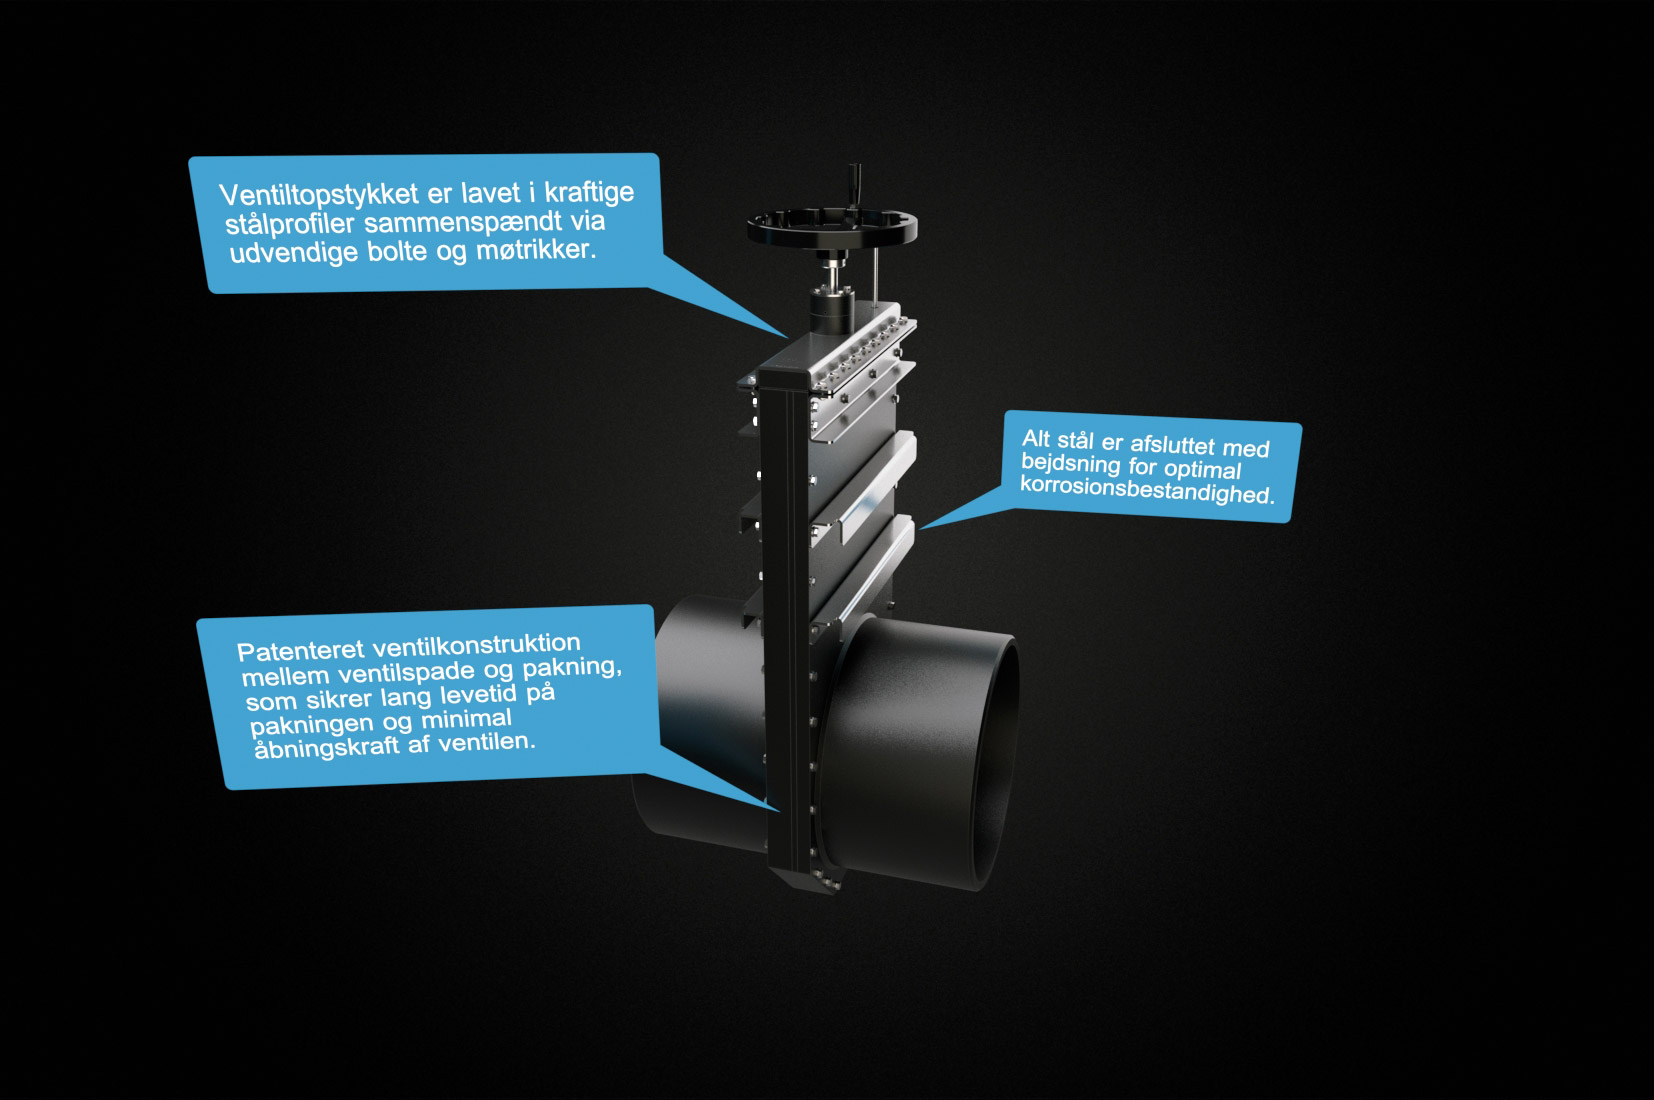 Ventiltopstykket er lavet i kraftige
stålprofiler sammenspændt via
udvendige bolte og møtrikker.
Alt stål er afsluttet med
bejdsning for optimal
korrosionsbestandighed.
Patenteret ventilkonstruktion
mellem ventilspade og pakning,
som sikrer lang levetid på
pakningen og minimal
åbningskraft af ventilen.